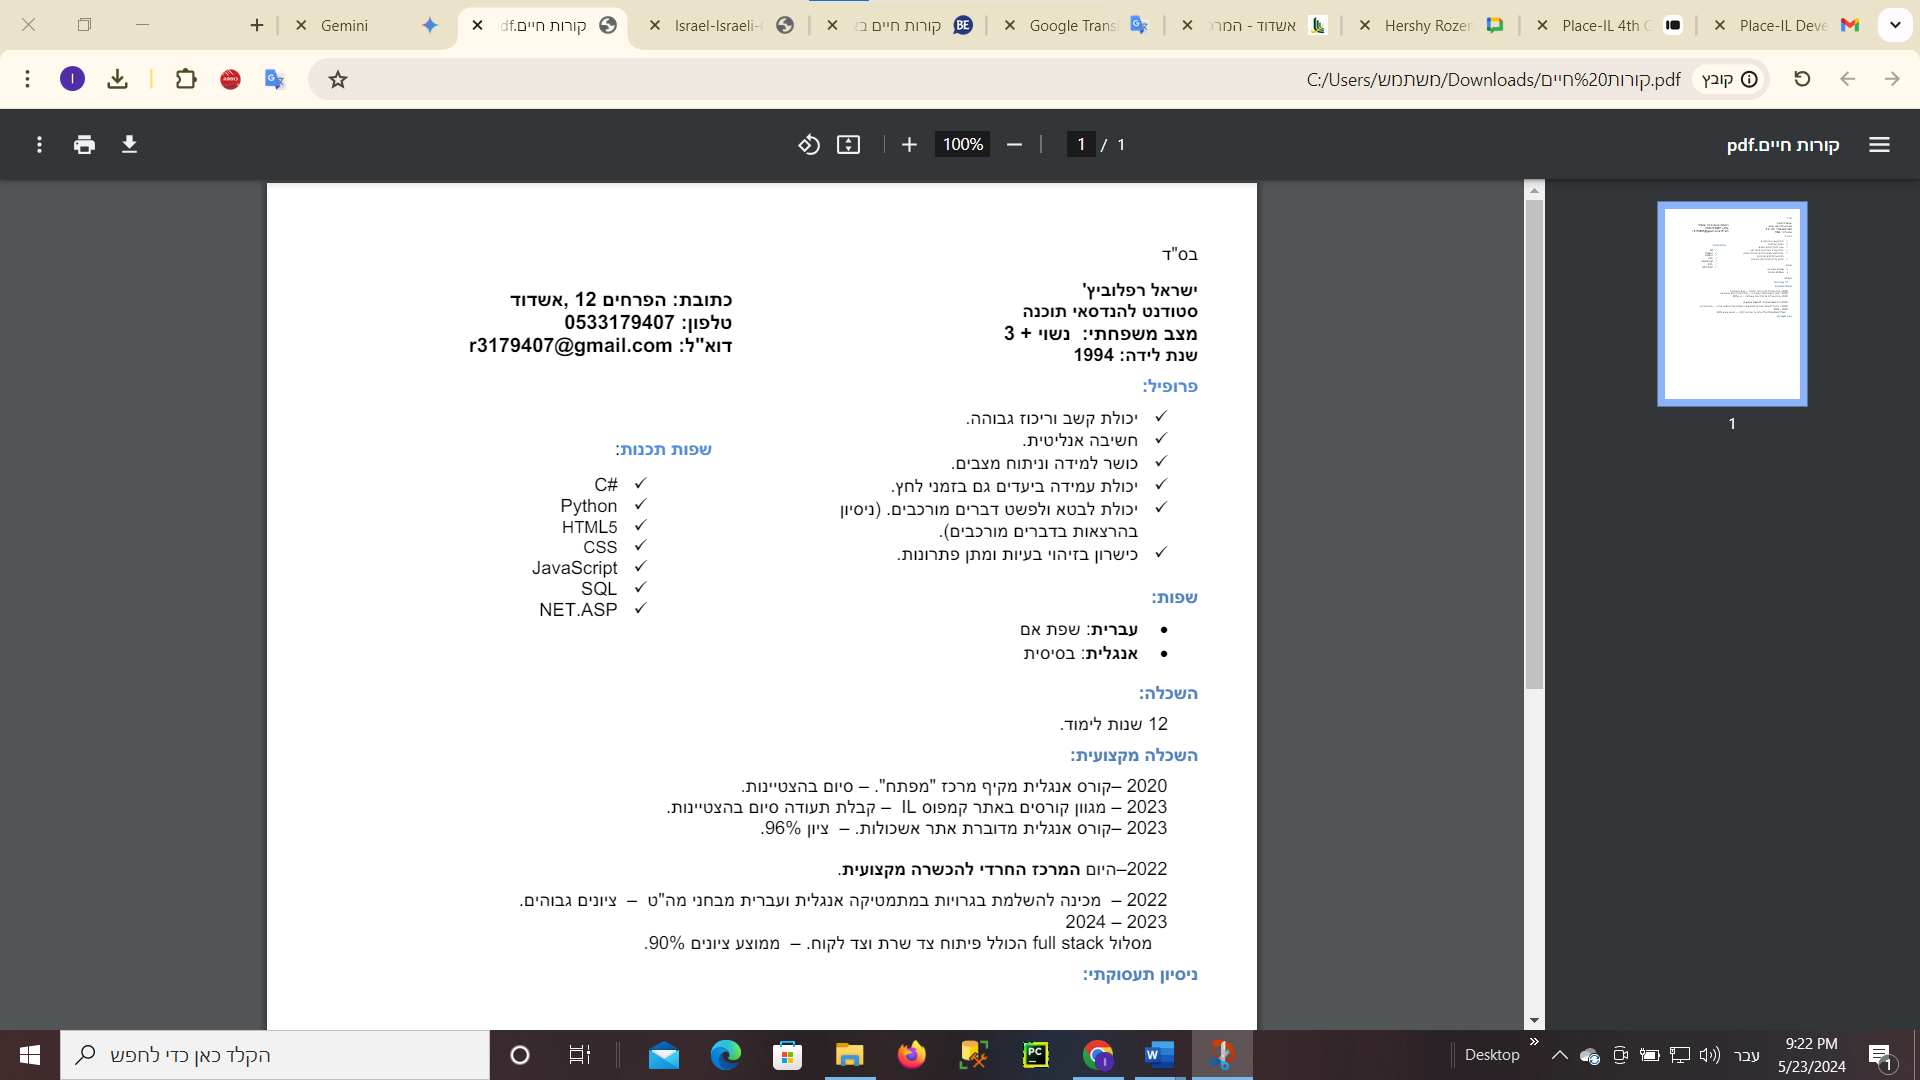 Gemini
קורות חיים.pdf
Israel-Israeli-
קורות חיים בא
Google Trans
אשדוד - המרכ
Hershy Rozen
Place-IL 4th
Place-IL Deve
C:/Users/משתמש/Downloads/קורות%20חיים.pdf
קובץ
קורות חיים.pdf
1 / 1
100%
בס"ד
ישראל רפלוביץ'
סטודנט להנדסאי תוכנה
מצב משפחתי: נשוי + 3
שנת לידה: 1994
כתובת: הפרחים 12 ,אשדוד
טלפון: 0533179407
דוא"ל: r3179407@gmail.com
פרופיל:
יכולת קשב וריכוז גבוהה.
חשיבה אנליטית.
כושר למידה וניתוח מצבים.
יכולת עמידה ביעדים גם בזמני לחץ.
יכולת לבטא ולפשט דברים מורכבים. (ניסיון
בהרצאות בדברים מורכבים).
כישרון בזיהוי בעיות ומתן פתרונות.
שפות תכנות:
C#
Python
HTML5
CSS
JavaScript
SQL
NET.ASP
שפות:
עברית: שפת אם
אנגלית: בסיסית
השכלה:
12 שנות לימוד.
השכלה מקצועית:
2020 –קורס אנגלית מקיף מרכז "מפתח". – סיום בהצטיינות.
2023 – מגוון קורסים באתר קמפוס IL – קבלת תעודה סיום בהצטיינות.
2023 –קורס אנגלית מדוברת אתר אשכולות. – ציון 96%.
2022–היום המרכז החרדי להכשרה מקצועית.
2022 – מכינה להשלמת בגרויות במתמטיקה אנגלית ועברית מבחני מה"ט – ציונים גבוהים.
2023 – 2024
מסלול full stack הכולל פיתוח צד שרת וצד לקוח. – ממוצע ציונים 90%.
ניסיון תעסוקתי:
1
הקלד כאן כדי לחפש
Desktop
עבר
9:22 PM
5/23/2024
1